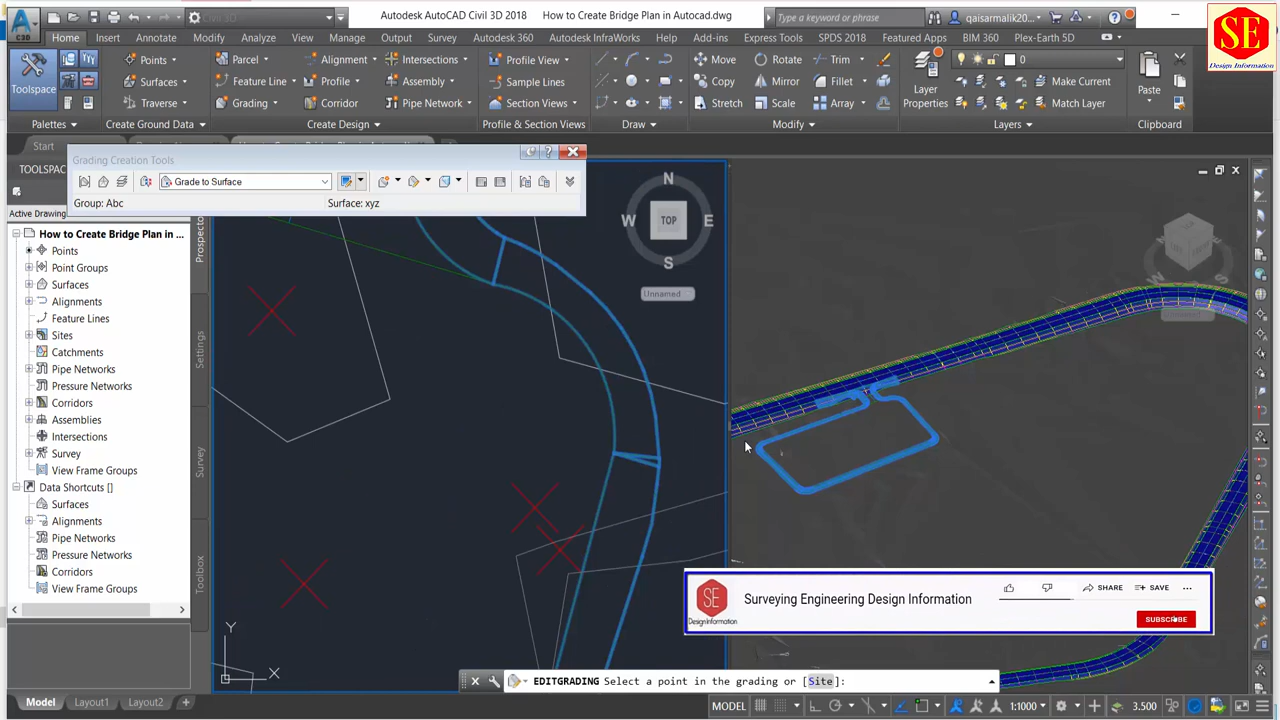 Autodesk AutoCAD Civil 3D 2018 How to Create Bridge Plan in Autocad.dwg
Type a keyword or phrase
qaisarmalik20...
SE
Design Information
Home Insert Annotate Modify Analyze View Manage Output Survey Autodesk 360 Autodesk InfraWorks Help Add-ins Express Tools SPDS 2018 Featured Apps BIM 360 Plex-Earth 5D
C3D
Toolspace
Palettes
Points
Surfaces
Traverse
Create Ground Data
Parcel
Feature Line
Grading
Alignment
Profile
Corridor
Intersections
Assembly
Pipe Network
Create Design
Profile View
Sample Lines
Section Views
Profile & Section Views
Draw
Move
Copy
Stretch
Rotate
Mirror
Scale
Trim
Fillet
Array
Modify
Layer
Properties
0
Make Current
Match Layer
Layers
Paste
Clipboard
Start
Grading Creation Tools
Grade to Surface
Group: Abc
Surface: xyz
TOOLSPAC
Active Drawing
How to Create Bridge Plan in ...
Points
Point Groups
Surfaces
Alignments
Feature Lines
Sites
Catchments
Pipe Networks
Pressure Networks
Corridors
Assemblies
Intersections
Survey
View Frame Groups
Data Shortcuts []
Surfaces
Alignments
Pipe Networks
Pressure Networks
Corridors
View Frame Groups
Prospector
Settings
Survey
Toolbox
N
W TOP E
S
Unnamed
W S
Unnamed
Y
X
SE
Design Information
Surveying Engineering Design Information
SHARE SAVE ...
SUBSCRIBE
EDITGRADING Select a point in the grading or [Site]:
Model Layout1 Layout2 +
MODEL
1:1000
3.500